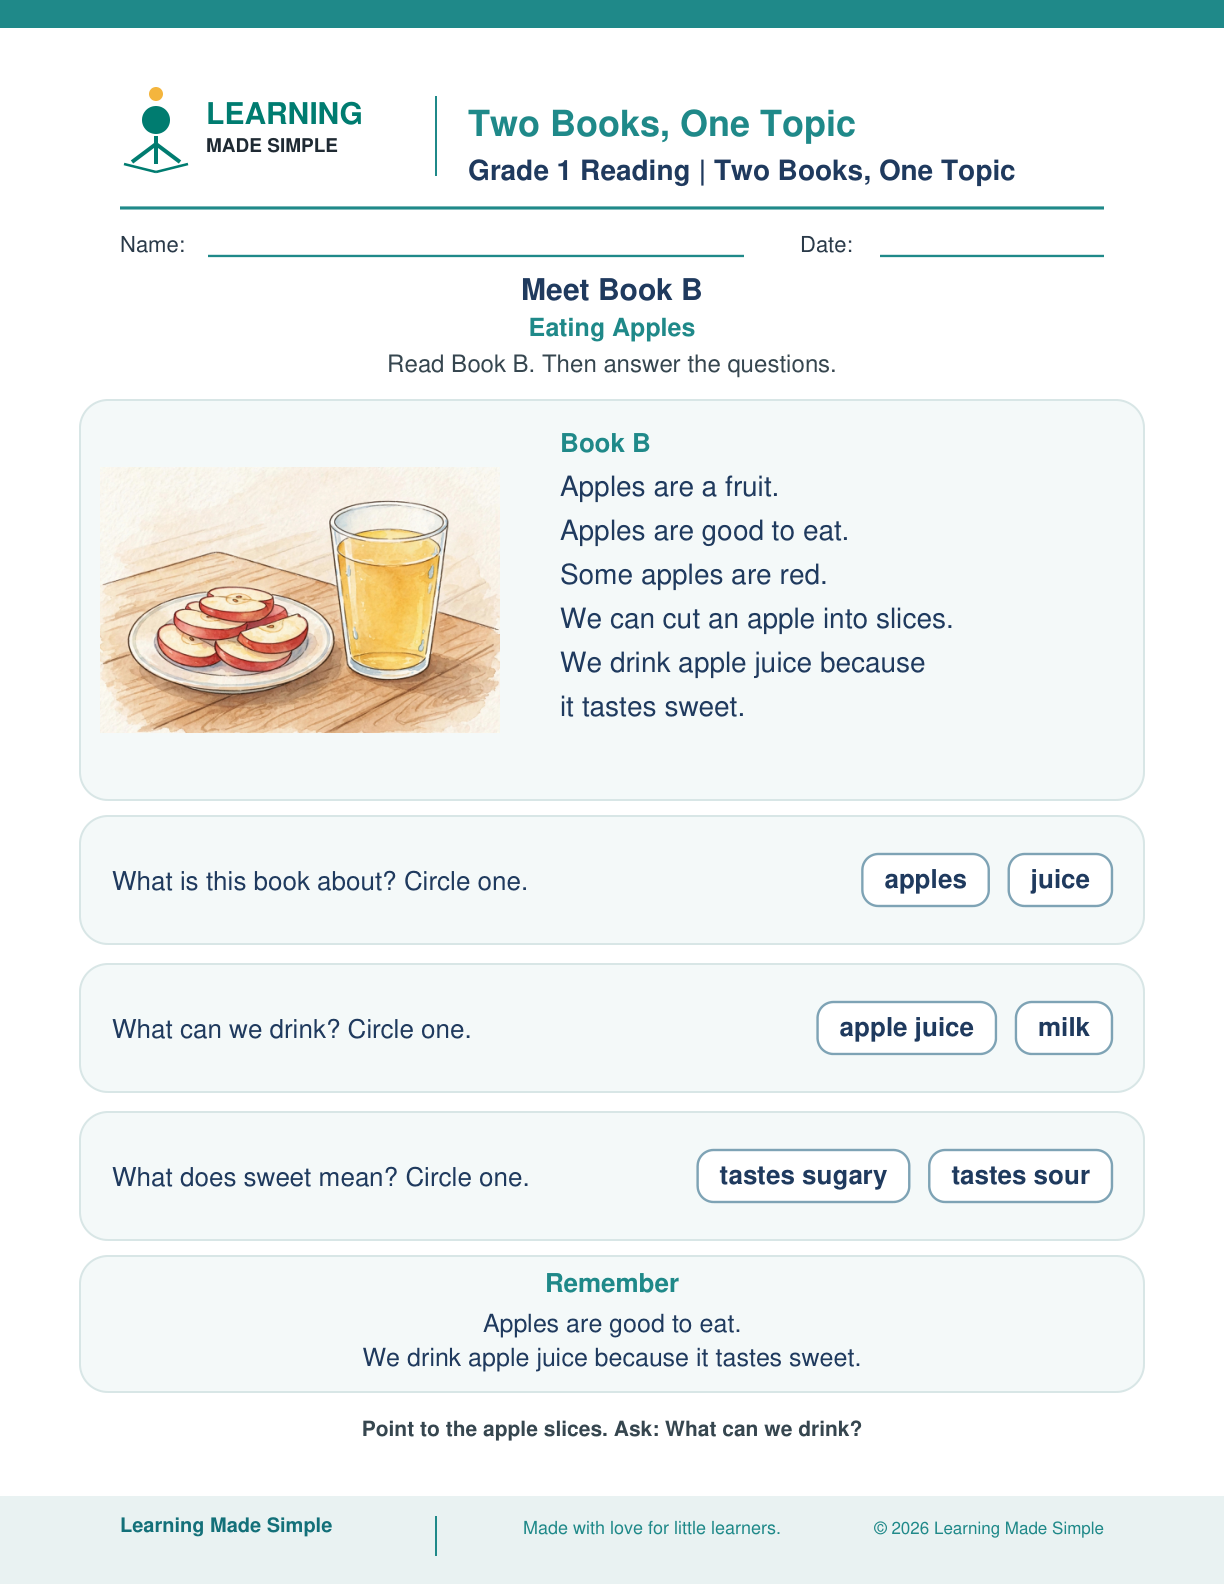 LEARNING
MADE SIMPLE
Two Books, One Topic
Grade 1 Reading | Two Books, One Topic
Name:
Date:
Meet Book B
Eating Apples
Read Book B. Then answer the questions.
Book B
Apples are a fruit.
Apples are good to eat.
Some apples are red.
We can cut an apple into slices.
We drink apple juice because
it tastes sweet.
What is this book about? Circle one.
apples
juice
What can we drink? Circle one.
apple juice
milk
What does sweet mean? Circle one.
tastes sugary
tastes sour
Remember
Apples are good to eat.
We drink apple juice because it tastes sweet.
Point to the apple slices. Ask: What can we drink?
Learning Made Simple
Made with love for little learners.
© 2026 Learning Made Simple